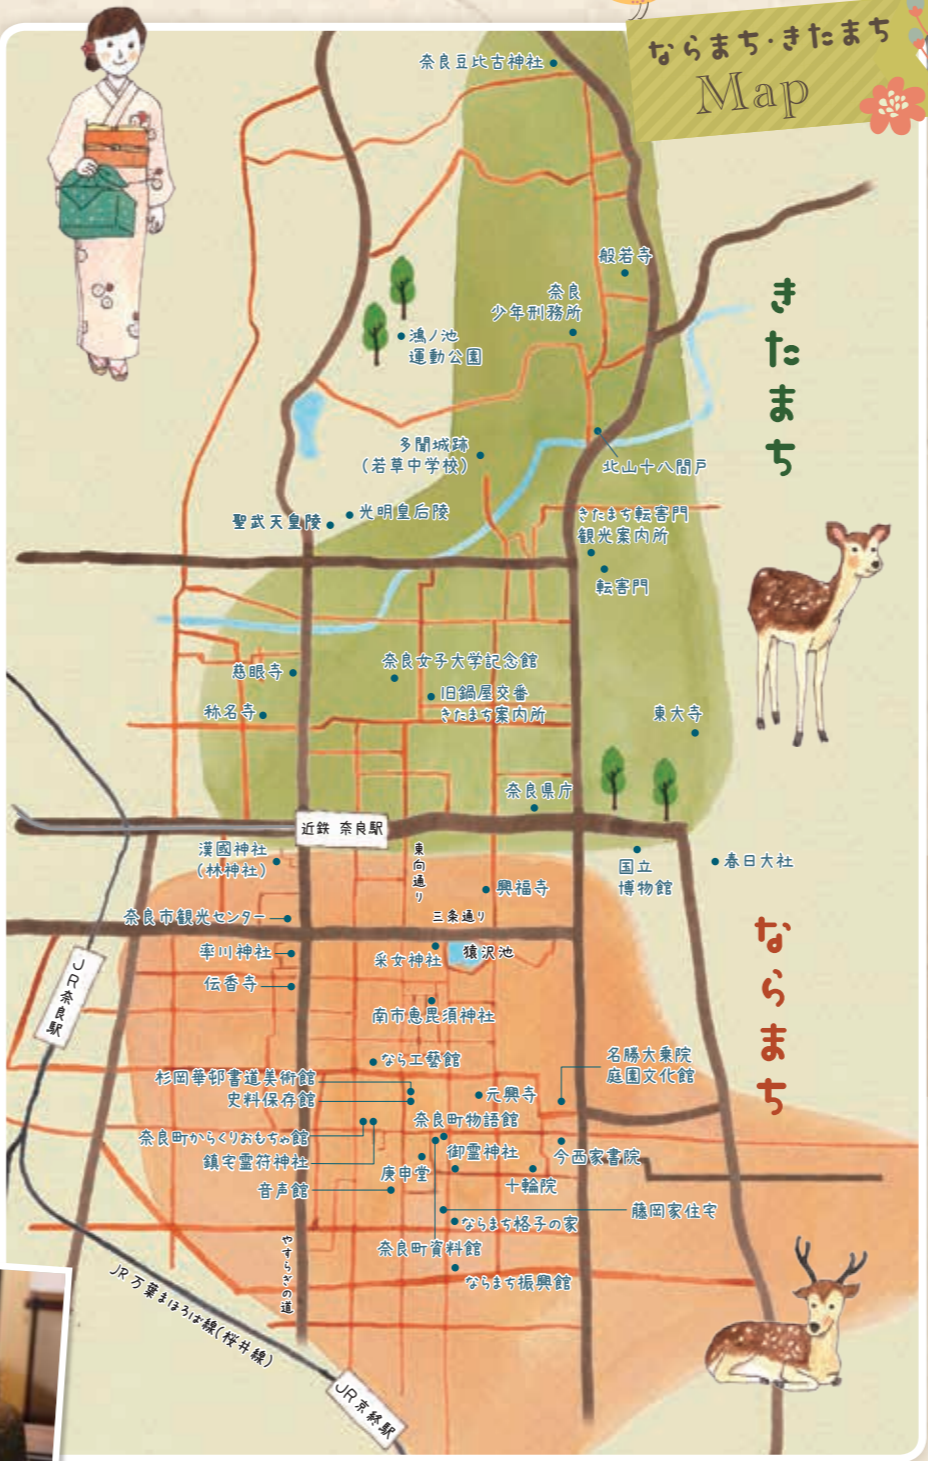 ならまち・きたまち
Map
奈良豆比古神社
般若寺
奈良
少年刑務所
鴻ノ池
運動公園
きたまち
多聞城跡
(若草中学校)
北山十八間戸
光明皇后陵
聖武天皇陵
きたまち転害門
観光案内所
転害門
慈眼寺
奈良女子大学記念館
旧鍋屋交番
きたまち案内所
称名寺
東大寺
奈良県庁
近鉄 奈良駅
漢國神社
(林神社)
東向通り
国立
博物館
春日大社
興福寺
奈良市観光センター
三条通り
率川神社
采女神社
猿沢池
ならまち
伝香寺
JR奈良駅
南市恵毘須神社
なら工藝館
名勝大乗院
庭園文化館
杉岡華邨書道美術館
史料保存館
元興寺
奈良町物語館
奈良町からくりおもちゃ館
鎮宅霊符神社
御霊神社
今西家書院
庚申堂
十輪院
音声館
藤岡家住宅
ならまち格子の家
奈良町資料館
やすらぎの道
ならまち振興館
JR万葉まほろば線(桜井線)
JR京終駅